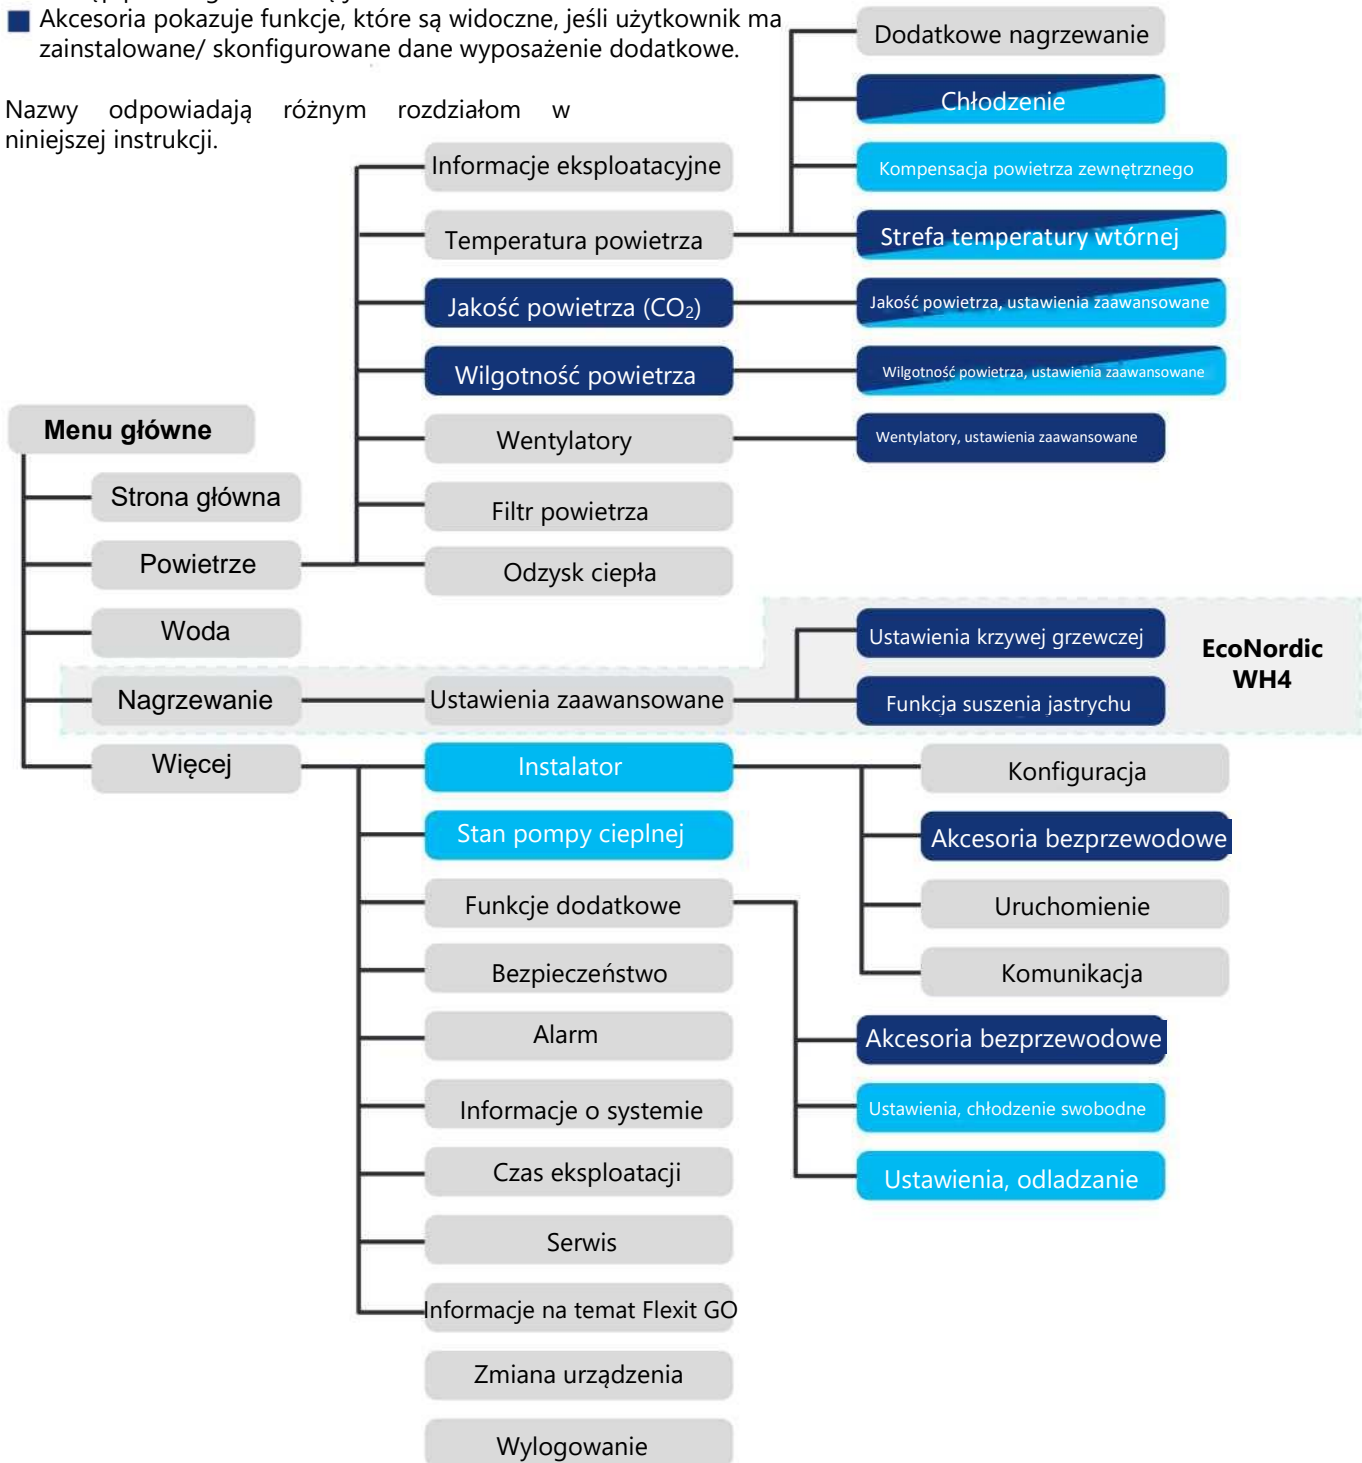 Akcesoria pokazuje funkcje, które są widoczne, jeśli użytkownik ma
zainstalowane/ skonfigurowane dane wyposażenie dodatkowe.
Nazwy odpowiadają różnym rozdziałom w
niniejszej instrukcji.
Menu główne
Strona główna
Powietrze
Woda
Nagrzewanie
Więcej
Informacje eksploatacyjne
Temperatura powietrza
Jakość powietrza (CO₂)
Wilgotność powietrza
Wentylatory
Filtr powietrza
Odzysk ciepła
Dodatkowe nagrzewanie
Chłodzenie
Kompensacja powietrza zewnętrznego
Strefa temperatury wtórnej
Jakość powietrza, ustawienia zaawansowane
Wilgotność powietrza, ustawienia zaawansowane
Wentylatory, ustawienia zaawansowane
Ustawienia zaawansowane
Ustawienia krzywej grzewczej
Funkcja suszenia jastrychu
EcoNordic
WH4
Instalator
Stan pompy cieplnej
Funkcje dodatkowe
Bezpieczeństwo
Alarm
Informacje o systemie
Czas eksploatacji
Serwis
Informacje na temat Flexit GO
Zmiana urządzenia
Wylogowanie
Konfiguracja
Akcesoria bezprzewodowe
Uruchomienie
Komunikacja
Akcesoria bezprzewodowe
Ustawienia, chłodzenie swobodne
Ustawienia, odladzanie